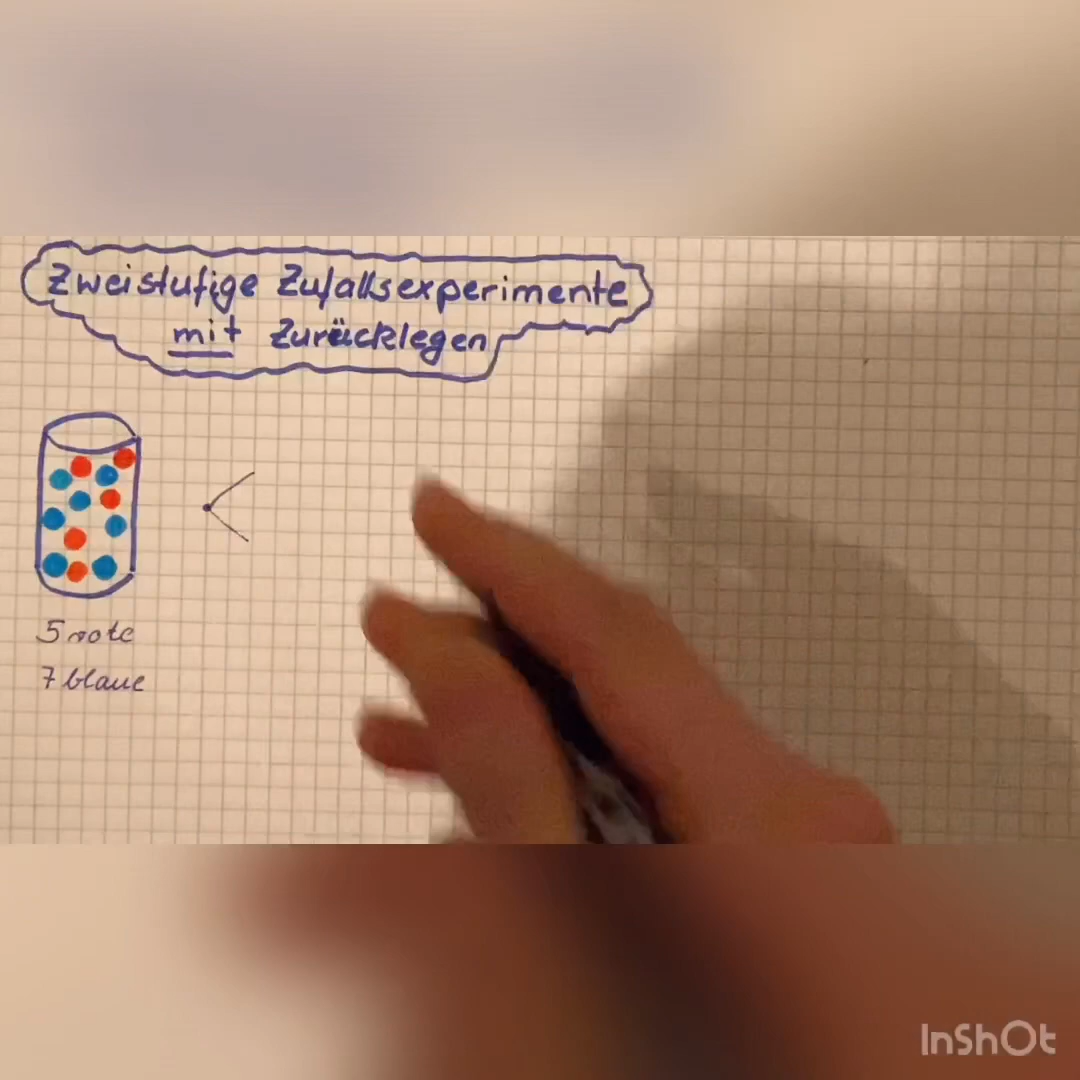 Zweistufige Zufallsexperimente
mit Zurücklegen
5 rote
7 blaue
InShOt